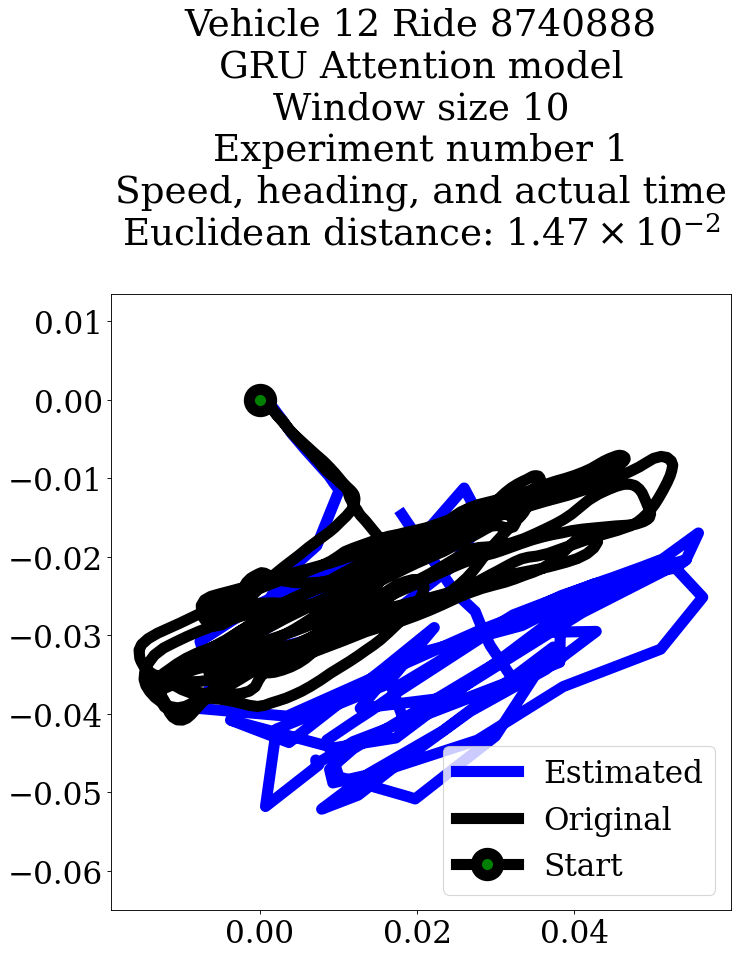 Vehicle 12 Ride 8740888
GRU Attention model
Window size 10
Experiment number 1
Speed, heading, and actual time
Euclidean distance: 1.47 × 10⁻²
0.01
0.00
−0.01
−0.02
−0.03
−0.04
−0.05
−0.06
Estimated
Original
Start
0.00 0.02 0.04